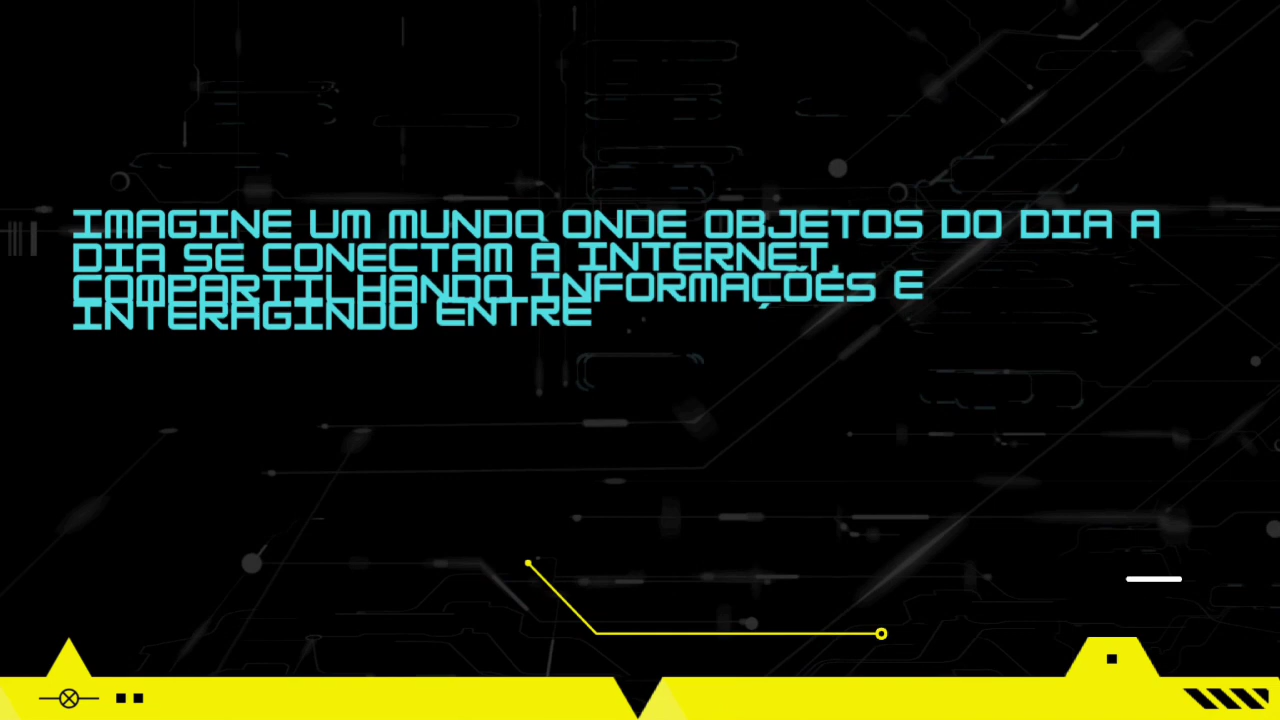 IMAGINE UM MUNDO ONDE OBJETOS DO DIA A
DIA SE CONECTAM À INTERNET,
COMPARTILHANDO INFORMAÇÕES E
INTERAGINDO ENTRE